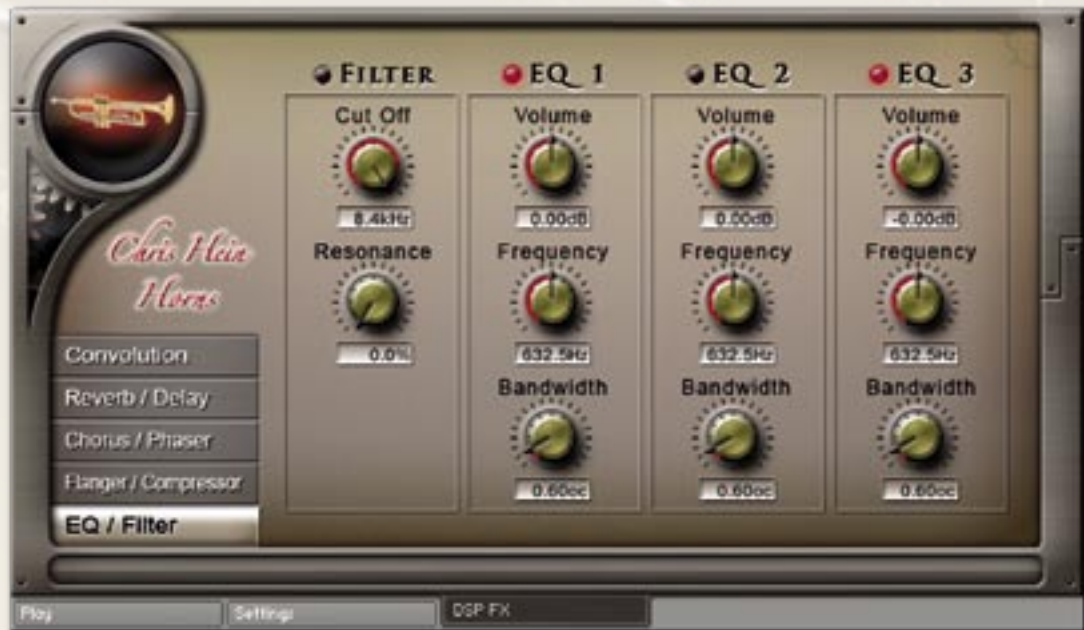 FILTER
EQ 1
EQ 2
EQ 3
Cut Off
Volume
Volume
Volume
8.4kHz
0.00dB
0.00dB
-0.00dB
Resonance
Frequency
Frequency
Frequency
0.0%
632.5Hz
632.5Hz
632.5Hz
Bandwidth
Bandwidth
Bandwidth
0.60oc
0.60oc
0.60oc
Chris Hein
Horns
Convolution
Reverb / Delay
Chorus / Phaser
Flanger / Compressor
EQ / Filter
Play
Settings
DSP FX